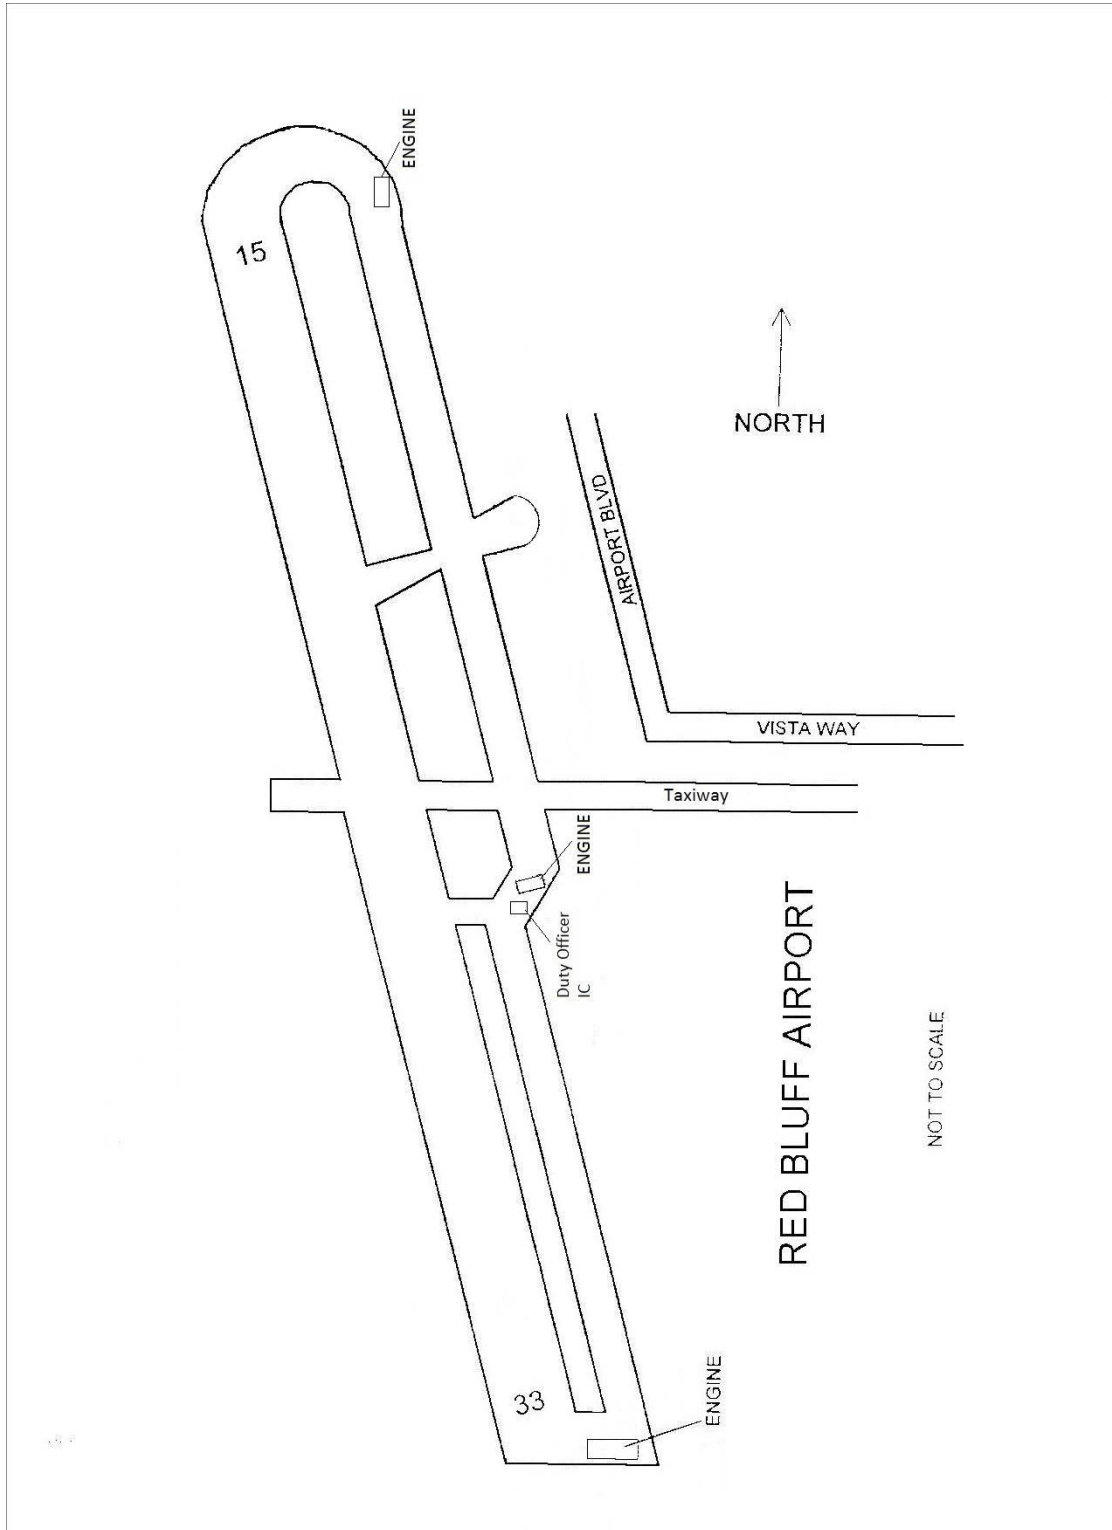 ENGINE
15
NORTH
AIRPORT BLVD
VISTA WAY
Taxiway
ENGINE
Duty Officer
IC
RED BLUFF AIRPORT
NOT TO SCALE
33
ENGINE